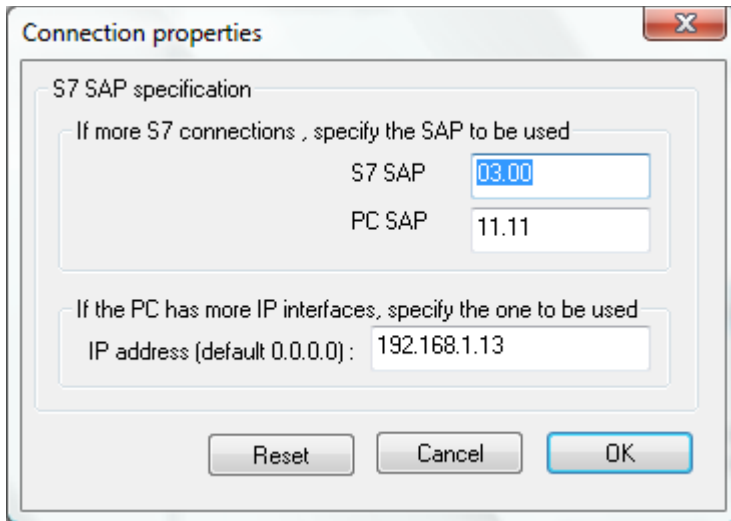 Connection properties
S7 SAP specification
If more S7 connections , specify the SAP to be used
S7 SAP 03.00
PC SAP 11.11
If the PC has more IP interfaces, specify the one to be used
IP address (default 0.0.0.0) : 192.168.1.13
Reset Cancel OK